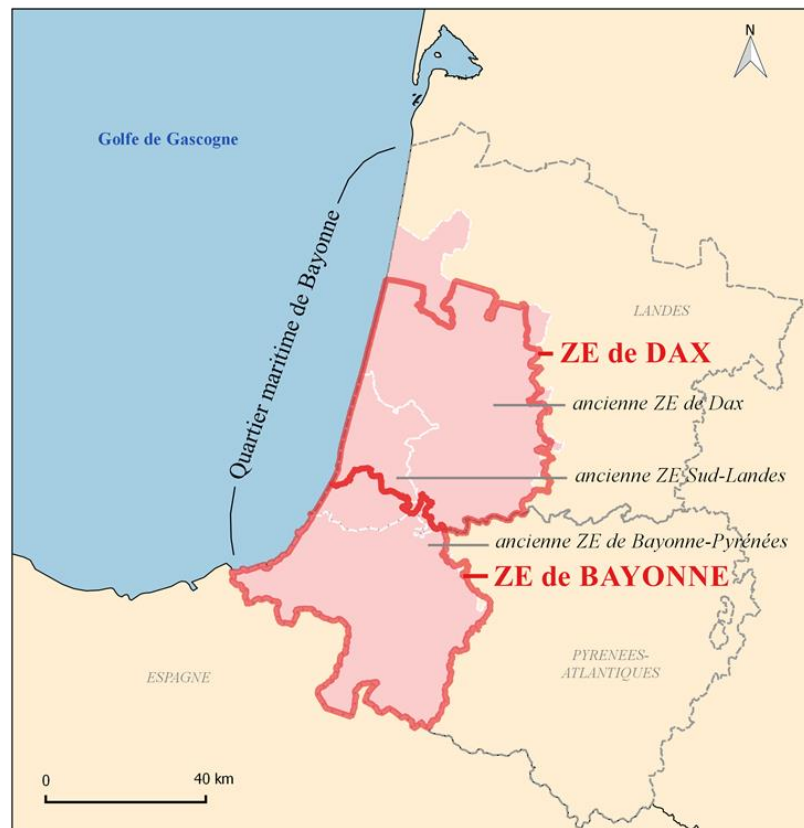 N
Golfe de Gascogne
Quartier maritime de Bayonne
LANDES
ZE de DAX
ancienne ZE de Dax
ancienne ZE Sud-Landes
ancienne ZE de Bayonne-Pyrénées
ZE de BAYONNE
ESPAGNE
PYRENEES-
ATLANTIQUES
0
40 km